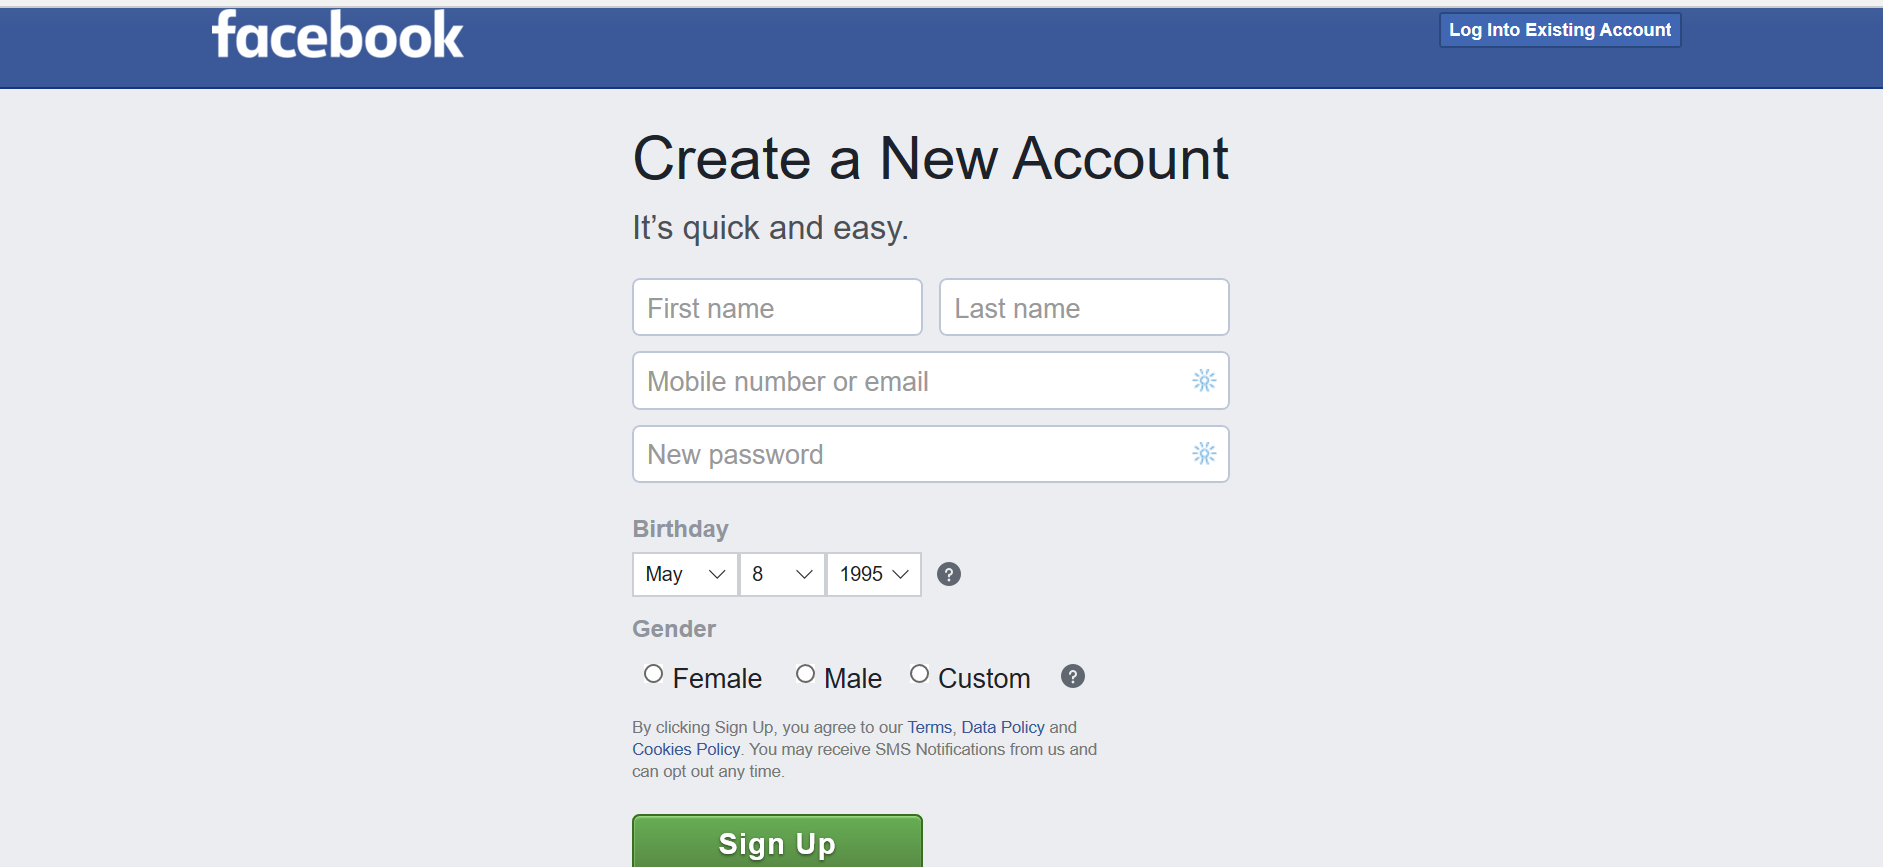 facebook
Log Into Existing Account
Create a New Account
It’s quick and easy.
First name Last name
Mobile number or email
New password
Birthday
May 8 1995 ?
Gender
Female Male Custom ?
By clicking Sign Up, you agree to our Terms, Data Policy and
Cookies Policy. You may receive SMS Notifications from us and
can opt out any time.
Sign Up